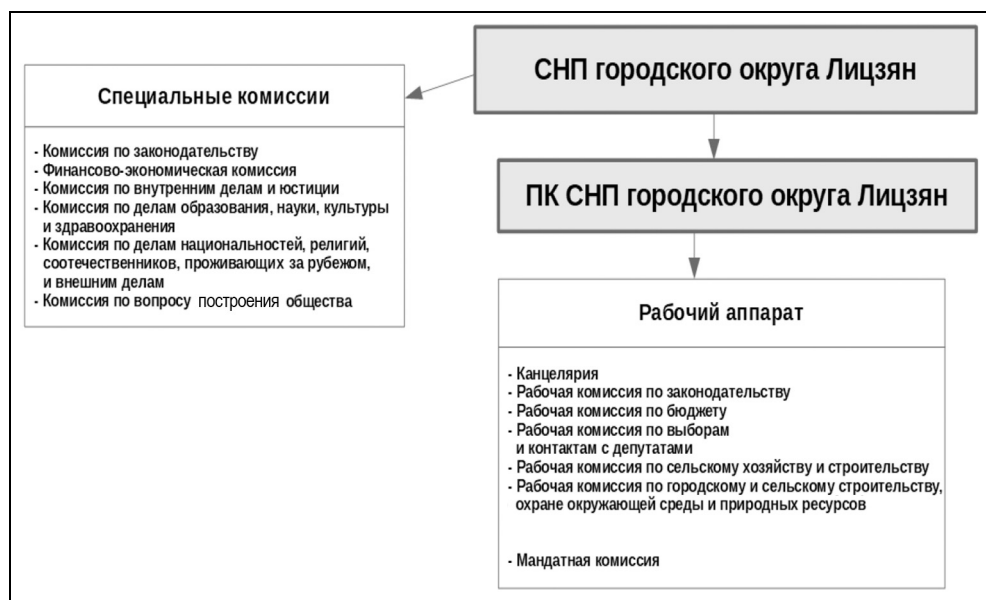 СНП городского округа Лицзян
Специальные комиссии
- Комиссия по законодательству
- Финансово-экономическая комиссия
- Комиссия по внутренним делам и юстиции
- Комиссия по делам образования, науки, культуры
и здравоохранения
- Комиссия по делам национальностей, религий,
соотечественников, проживающих за рубежом,
и внешним делам
- Комиссия по вопросу построения общества
ПК СНП городского округа Лицзян
Рабочий аппарат
- Канцелярия
- Рабочая комиссия по законодательству
- Рабочая комиссия по бюджету
- Рабочая комиссия по выборам
и контактам с депутатами
- Рабочая комиссия по сельскому хозяйству и строительству
- Рабочая комиссия по городскому и сельскому строительству,
охране окружающей среды и природных ресурсов
- Мандатная комиссия